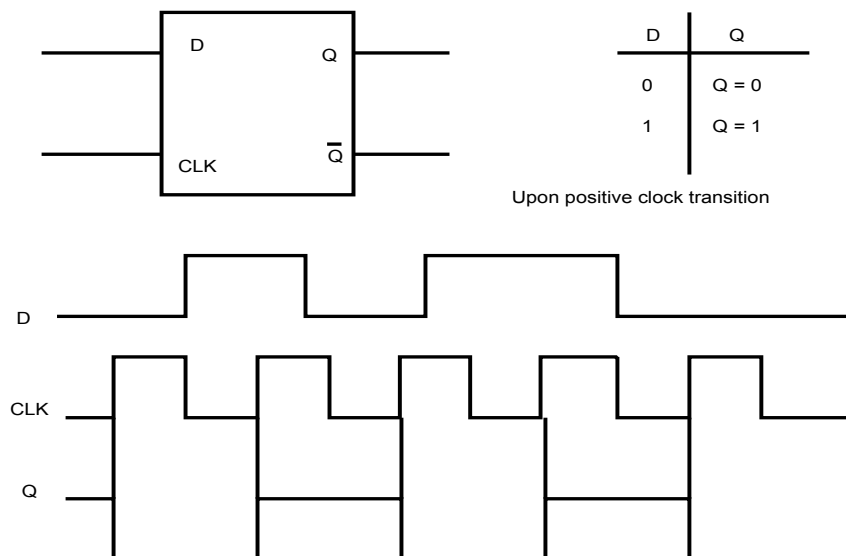 D Q
CLK Q̅
D Q
0 Q = 0
1 Q = 1
Upon positive clock transition
D
CLK
Q